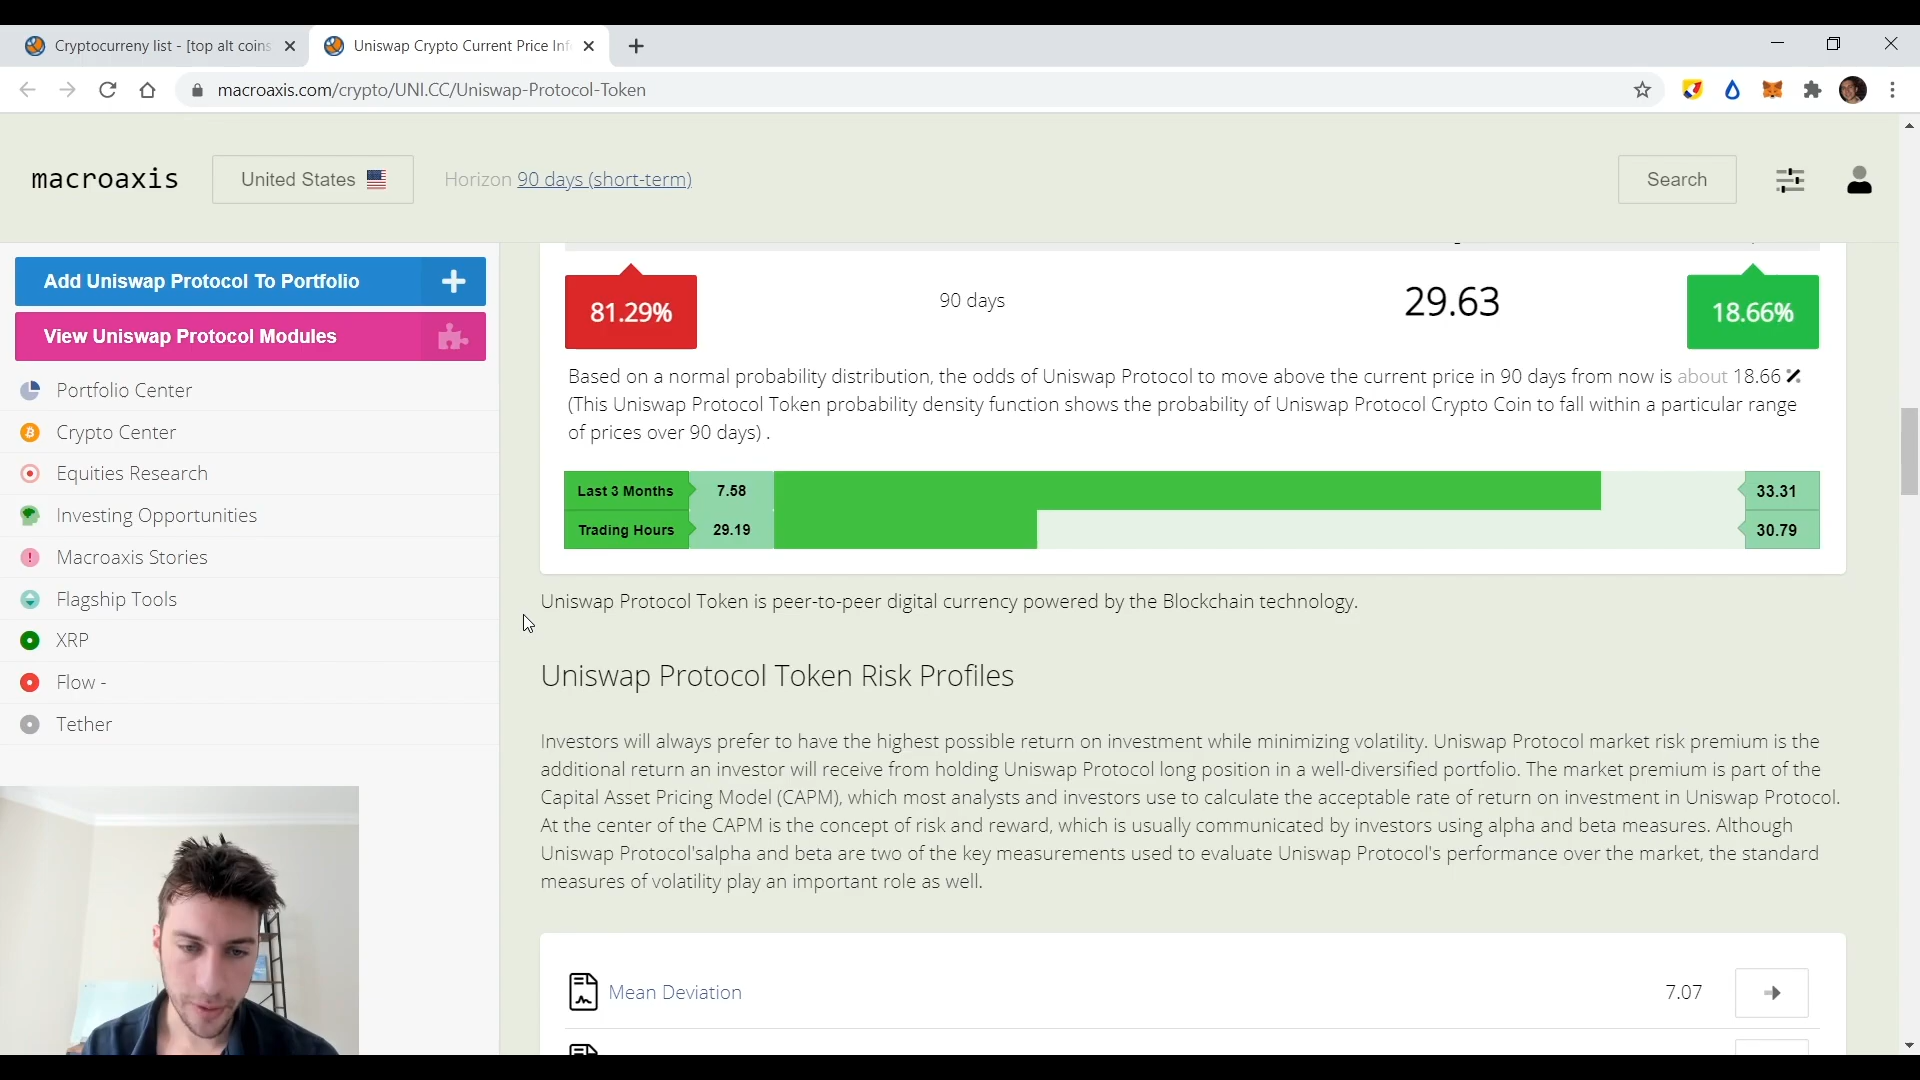 Cryptocurreny list - [top alt coins
Uniswap Crypto Current Price Inf
macroaxis.com/crypto/UNI.CC/Uniswap-Protocol-Token
macroaxis
United States
Horizon 90 days (short-term)
Search
Add Uniswap Protocol To Portfolio
View Uniswap Protocol Modules
Portfolio Center
Crypto Center
Equities Research
Investing Opportunities
Macroaxis Stories
Flagship Tools
XRP
Flow -
Tether
81.29%
90 days
29.63
18.66%
Based on a normal probability distribution, the odds of Uniswap Protocol to move above the current price in 90 days from now is about 18.66 %
(This Uniswap Protocol Token probability density function shows the probability of Uniswap Protocol Crypto Coin to fall within a particular range
of prices over 90 days) .
Last 3 Months 7.58 33.31
Trading Hours 29.19 30.79
Uniswap Protocol Token is peer-to-peer digital currency powered by the Blockchain technology.
Uniswap Protocol Token Risk Profiles
Investors will always prefer to have the highest possible return on investment while minimizing volatility. Uniswap Protocol market risk premium is the
additional return an investor will receive from holding Uniswap Protocol long position in a well-diversified portfolio. The market premium is part of the
Capital Asset Pricing Model (CAPM), which most analysts and investors use to calculate the acceptable rate of return on investment in Uniswap Protocol.
At the center of the CAPM is the concept of risk and reward, which is usually communicated by investors using alpha and beta measures. Although
Uniswap Protocol'salpha and beta are two of the key measurements used to evaluate Uniswap Protocol's performance over the market, the standard
measures of volatility play an important role as well.
Mean Deviation 7.07